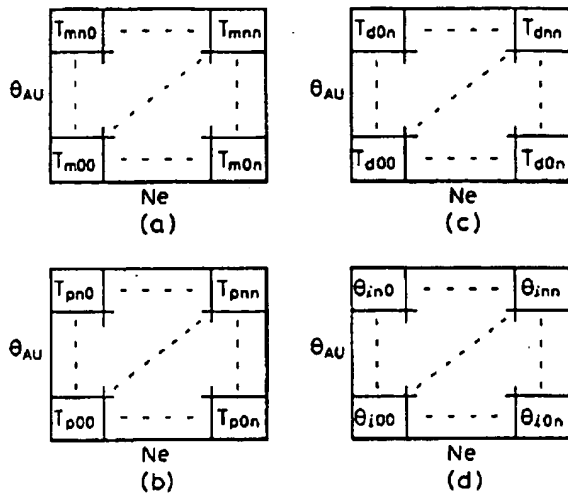 Tmn0 Tmnn
θAU
Tm00 Tm0n
Ne
(a)
Td0n Tdnn
θAU
Td00 Td0n
Ne
(c)
Tpn0 Tpnn
θAU
Tp00 Tp0n
Ne
(b)
θin0 θinn
θAU
θi00 θi0n
Ne
(d)